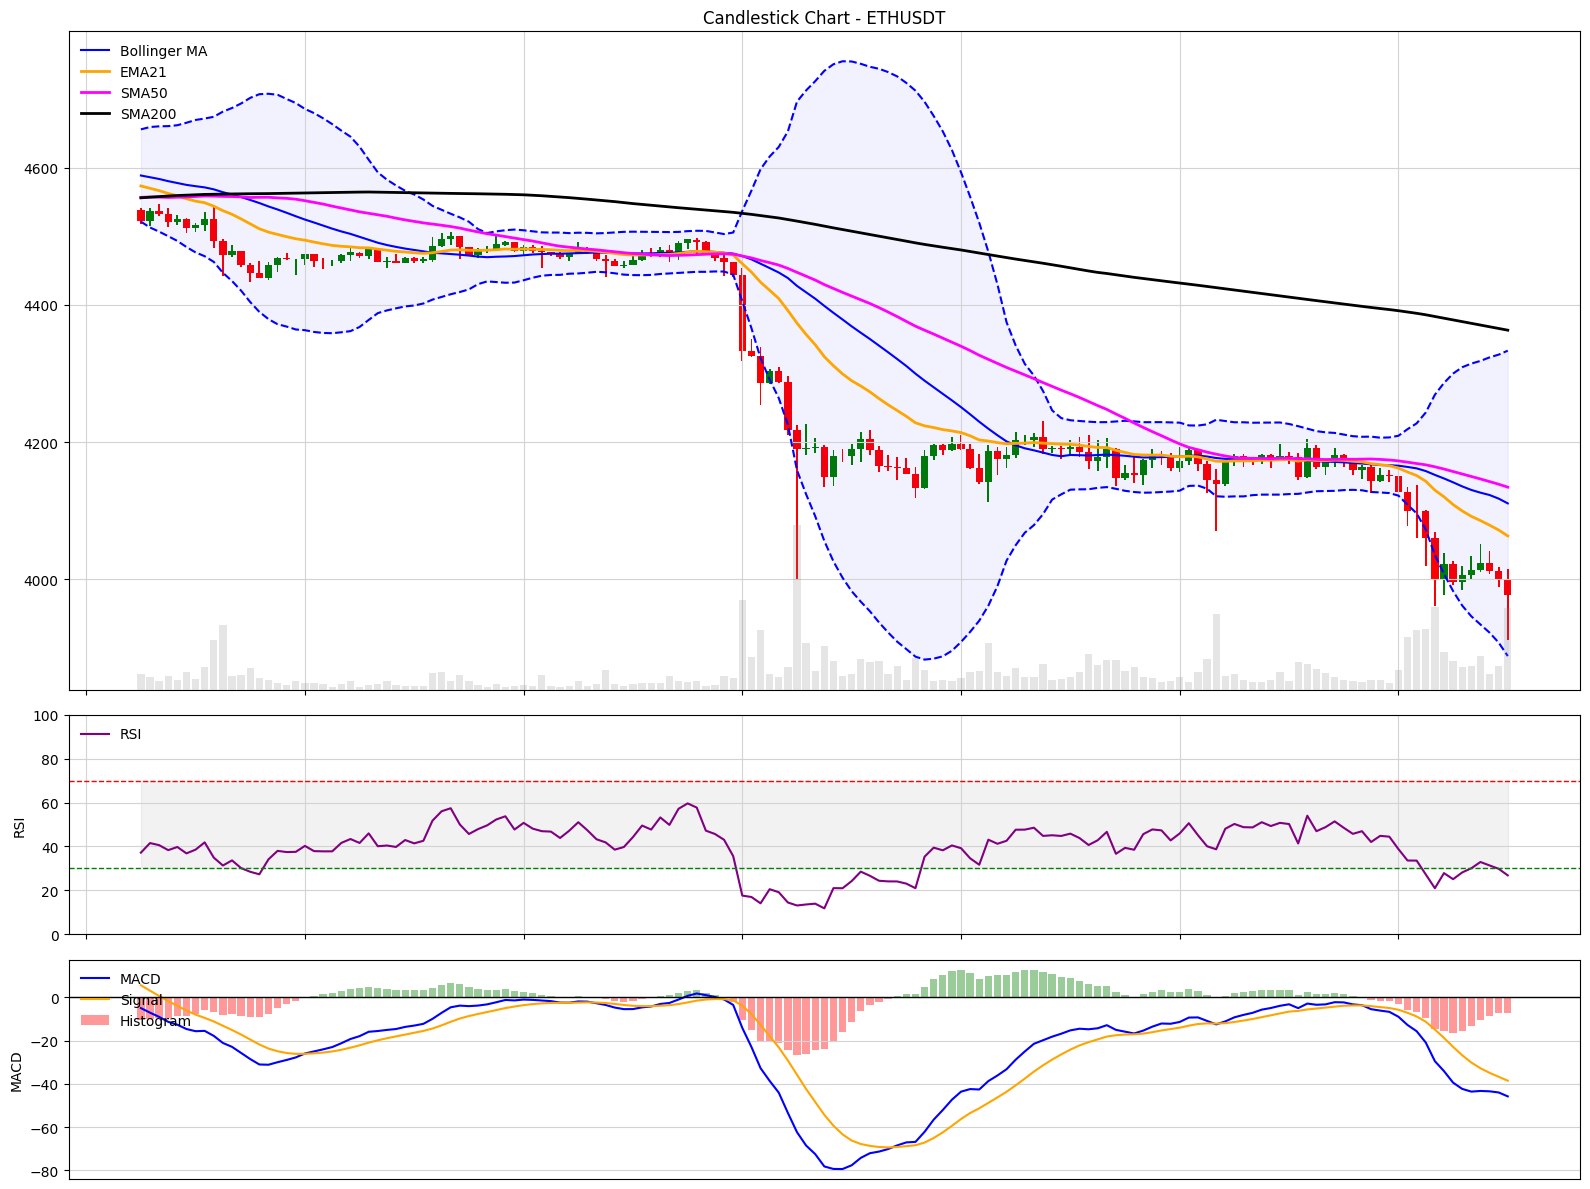 Candlestick Chart - ETHUSDT
Bollinger MA
EMA21
SMA50
SMA200
4600
4400
4200
4000
RSI
100
80
60
40
20
0
RSI
MACD
Signal
Histogram
0
−20
−40
−60
−80
MACD